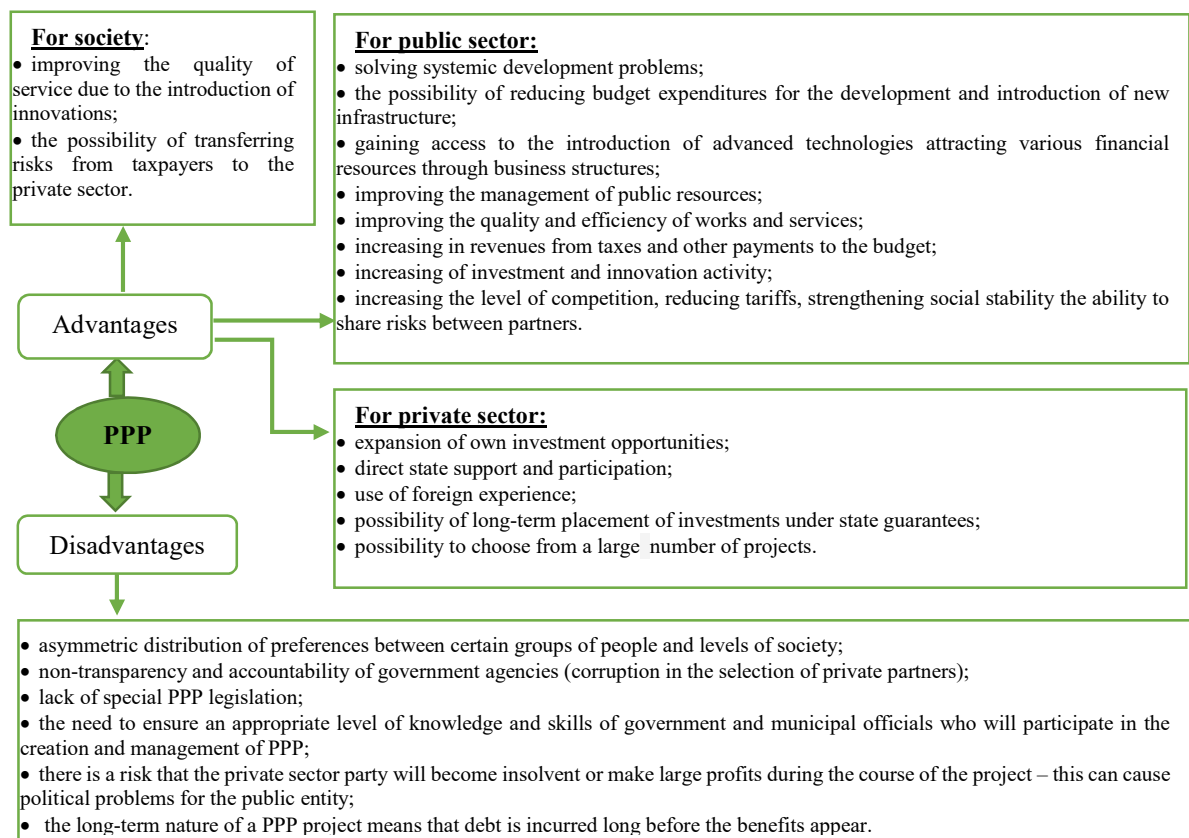 For society:
• improving the quality of
service due to the introduction of
innovations;
• the possibility of transferring
risks from taxpayers to the
private sector.
For public sector:
• solving systemic development problems;
• the possibility of reducing budget expenditures for the development and introduction of new
infrastructure;
• gaining access to the introduction of advanced technologies attracting various financial
resources through business structures;
• improving the management of public resources;
• improving the quality and efficiency of works and services;
• increasing in revenues from taxes and other payments to the budget;
• increasing of investment and innovation activity;
• increasing the level of competition, reducing tariffs, strengthening social stability the ability to
share risks between partners.
Advantages
For private sector:
• expansion of own investment opportunities;
• direct state support and participation;
• use of foreign experience;
• possibility of long-term placement of investments under state guarantees;
• possibility to choose from a large number of projects.
PPP
Disadvantages
• asymmetric distribution of preferences between certain groups of people and levels of society;
• non-transparency and accountability of government agencies (corruption in the selection of private partners);
• lack of special PPP legislation;
• the need to ensure an appropriate level of knowledge and skills of government and municipal officials who will participate in the
creation and management of PPP;
• there is a risk that the private sector party will become insolvent or make large profits during the course of the project – this can cause
political problems for the public entity;
• the long-term nature of a PPP project means that debt is incurred long before the benefits appear.